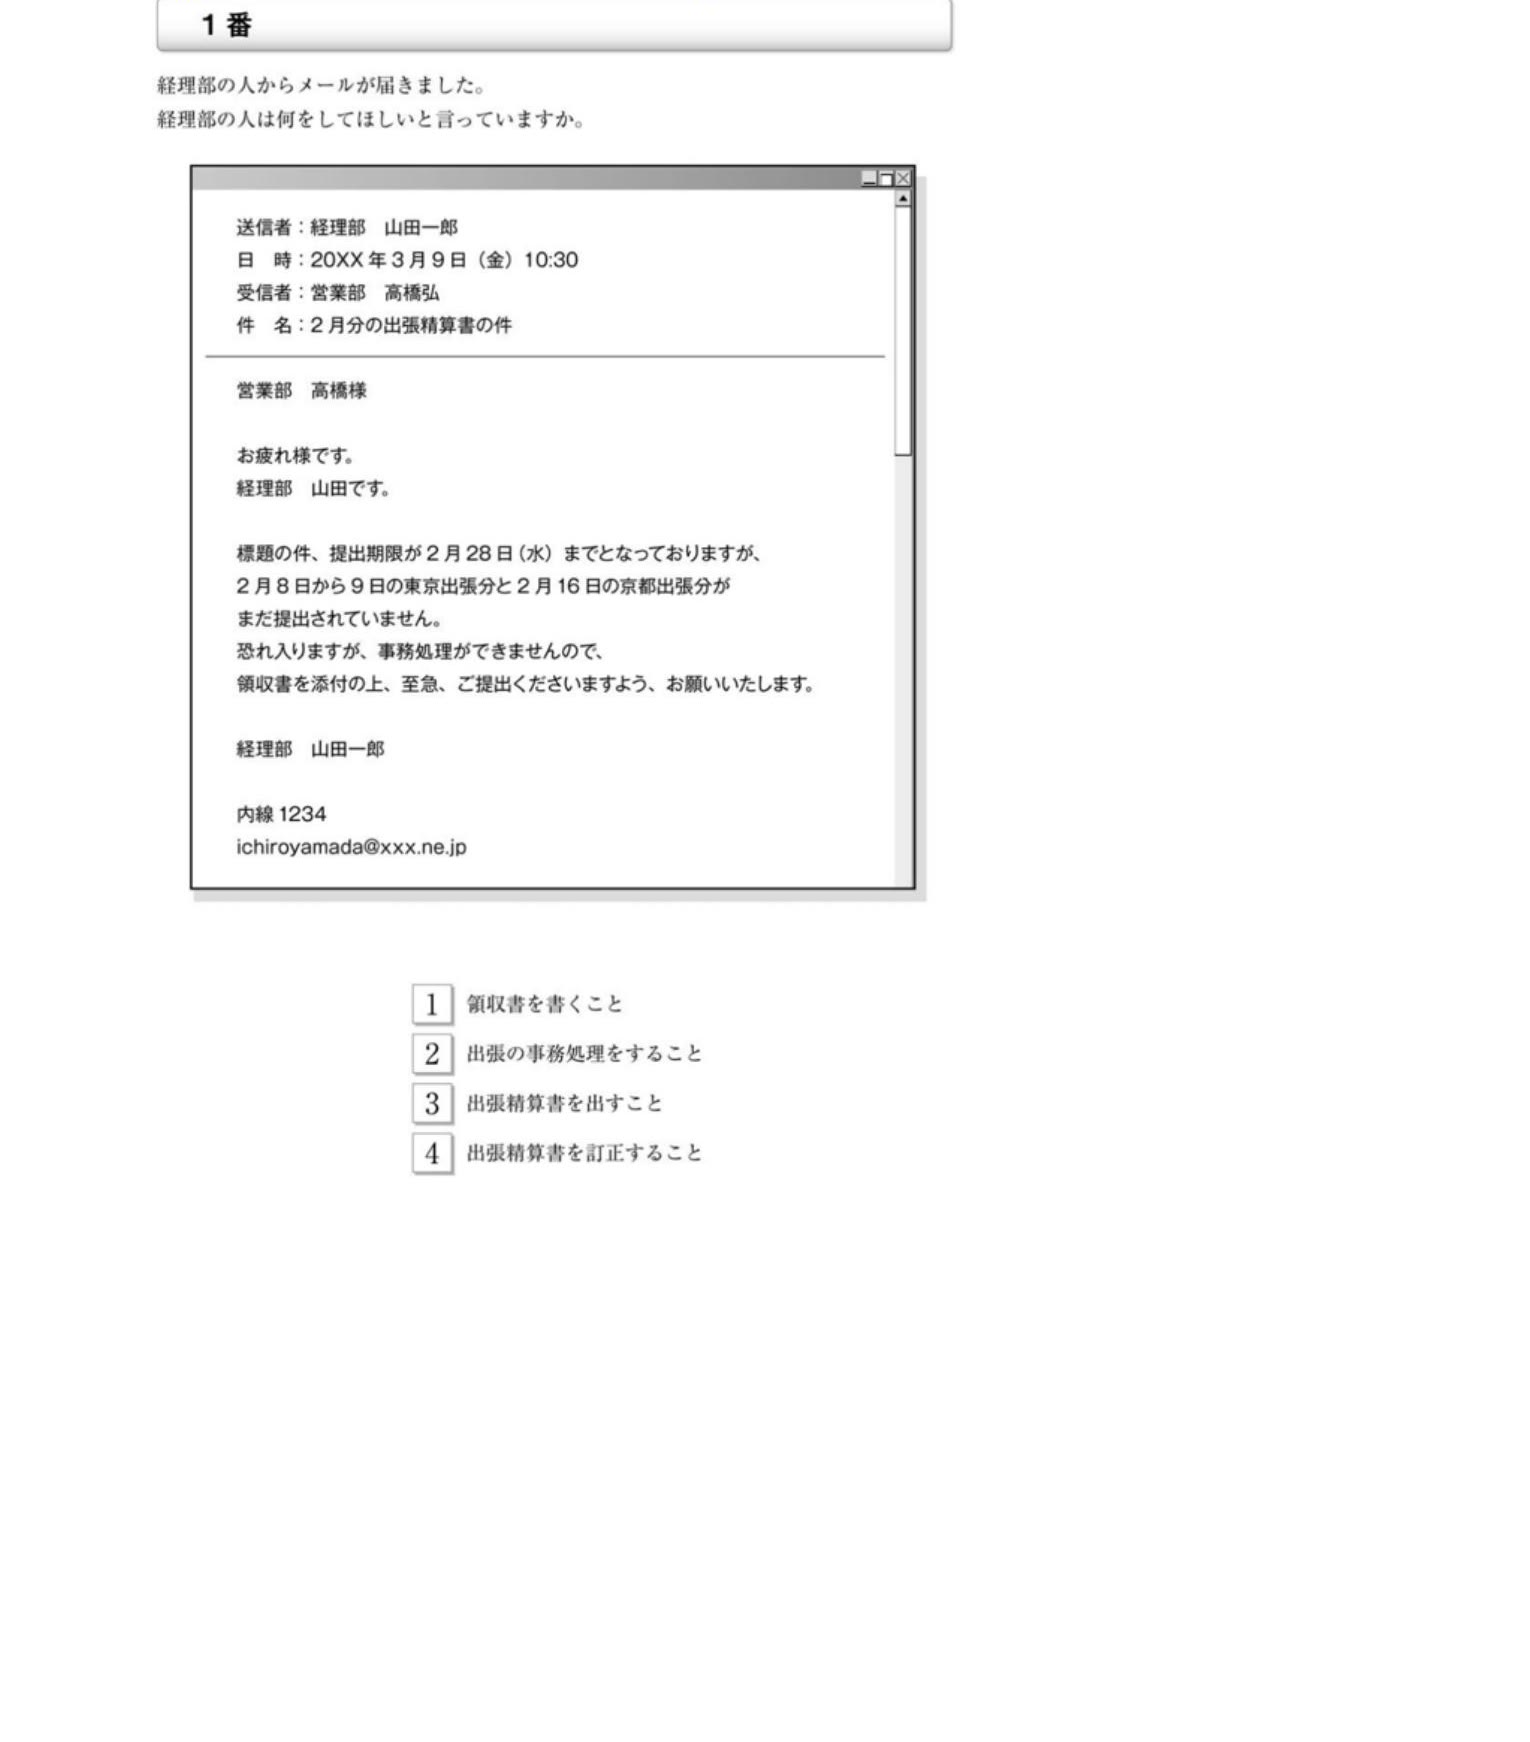 1 番
経理部の人からメールが届きました。
経理部の人は何をしてほしいと言っていますか。
送信者：経理部　山田一郎
日　時：20XX 年 3 月 9 日（金）10:30
受信者：営業部　高橋弘
件　名：2 月分の出張精算書の件
営業部　高橋様
お疲れ様です。
経理部　山田です。
標題の件、提出期限が 2 月 28 日（水）までとなっておりますが、
2 月 8 日から 9 日の東京出張分と 2 月 16 日の京都出張分が
まだ提出されていません。
恐れ入りますが、事務処理ができませんので、
領収書を添付の上、至急、ご提出くださいますよう、お願いいたします。
経理部　山田一郎
内線 1234
ichiroyamada@xxx.ne.jp
1 領収書を書くこと
2 出張の事務処理をすること
3 出張精算書を出すこと
4 出張精算書を訂正すること